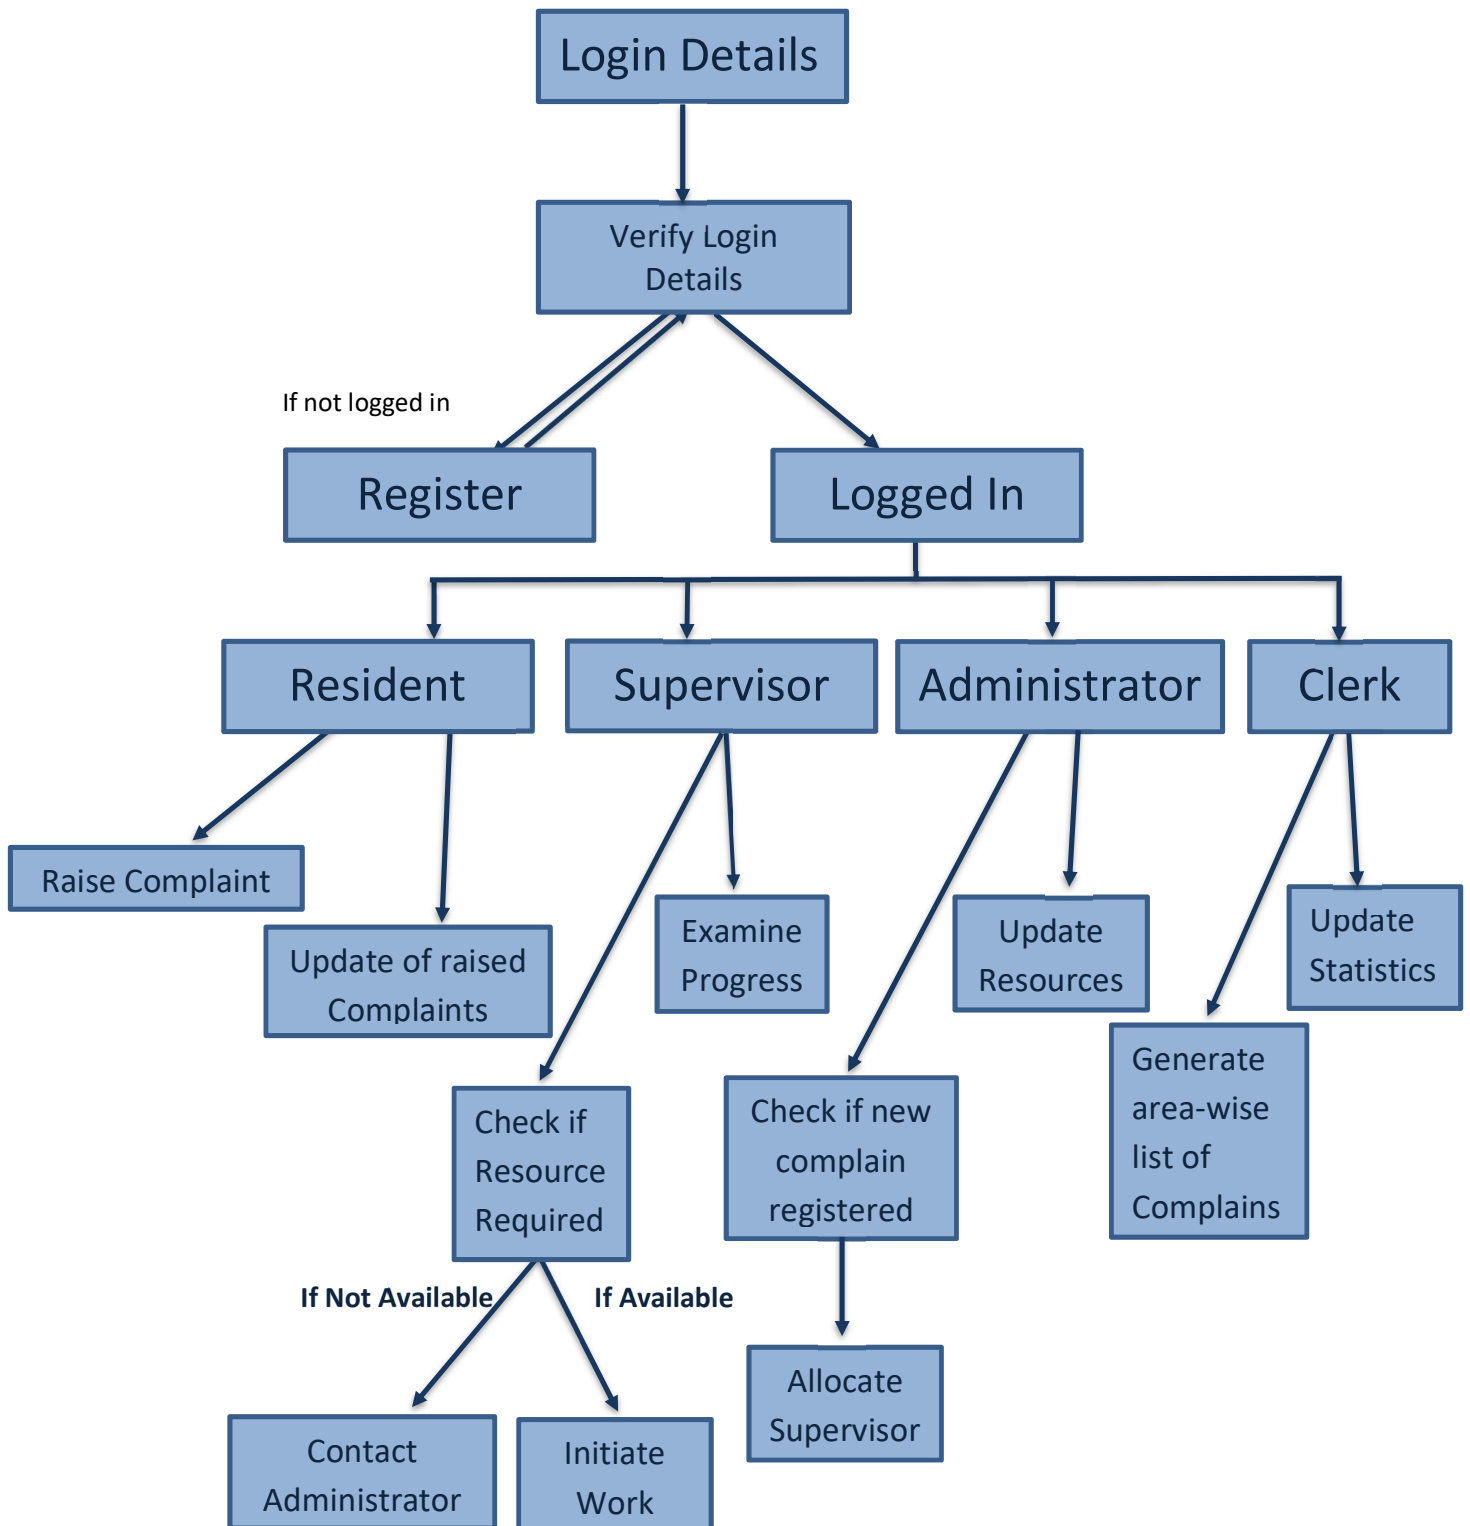 Login Details
Verify Login
Details
If not logged in
Register
Logged In
Resident
Supervisor
Administrator
Clerk
Raise Complaint
Update of raised
Complaints
Examine
Progress
Update
Resources
Update
Statistics
Check if
Resource
Required
Check if new
complain
registered
Generate
area-wise
list of
Complains
If Not Available
If Available
Allocate
Supervisor
Contact
Administrator
Initiate
Work